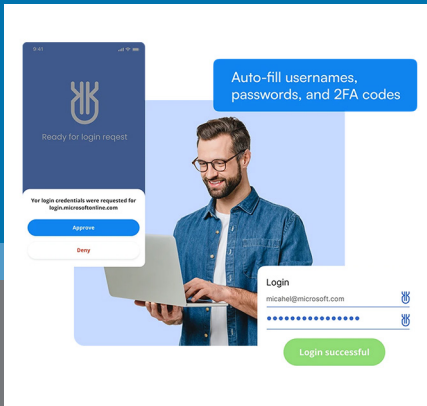 9:41
Ready for login reqest
Yor login credentials were requested for
login.microsoftonline.com
Approve
Deny
Auto-fill usernames,
passwords, and 2FA codes
Login
micahel@microsoft.com
Login successful